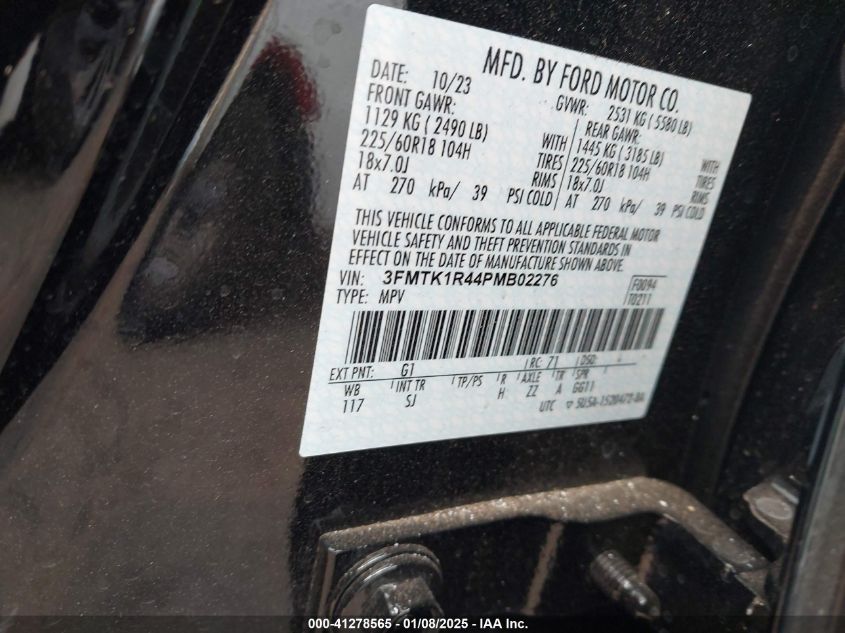 MFD. BY FORD MOTOR CO.
DATE: 10/23 GVWR: 2531 KG ( 5580 LB)
FRONT GAWR: REAR GAWR:
1129 KG ( 2490 LB) WITH 1445 KG ( 3185 LB) WITH
225/60R18 104H TIRES 225/60R18 104H TIRES
18x7.0J RIMS 18x7.0J RIMS
AT 270 kPa/ 39 PSI COLD AT 270 kPa/ 39 PSI COLD
THIS VEHICLE CONFORMS TO ALL APPLICABLE FEDERAL MOTOR
VEHICLE SAFETY AND THEFT PREVENTION STANDARDS IN
EFFECT ON THE DATE OF MANUFACTURE SHOWN ABOVE.
VIN: 3FMTK1R44PMB02276 F0094
TYPE: MPV T0211
EXT PNT: G1 RC: 71 DSO:
WB INT TR TP/PS R AXLE TR SPR
117 SJ H ZZ A GG11
UTC
000-41278565 - 01/08/2025 - IAA Inc.